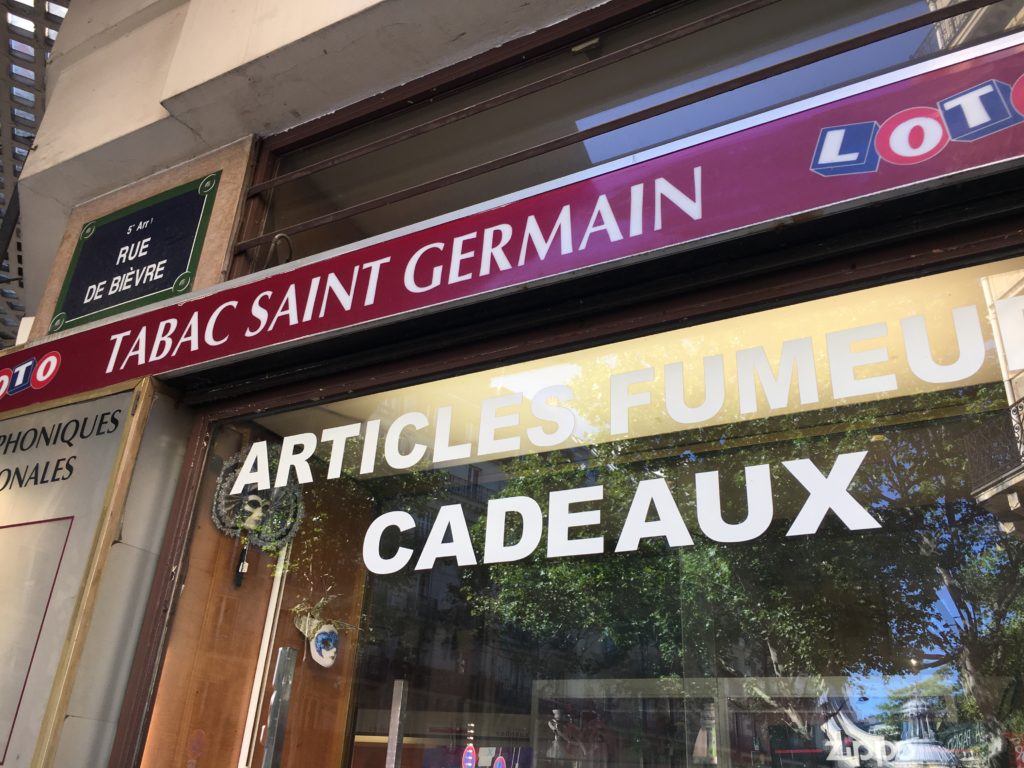 5e Arrt
RUE
DE BIÈVRE
TABAC SAINT GERMAIN
LOTO
OTO
PHONIQUES
ONALES
ARTICLES FUMEU
CADEAUX
Zippo